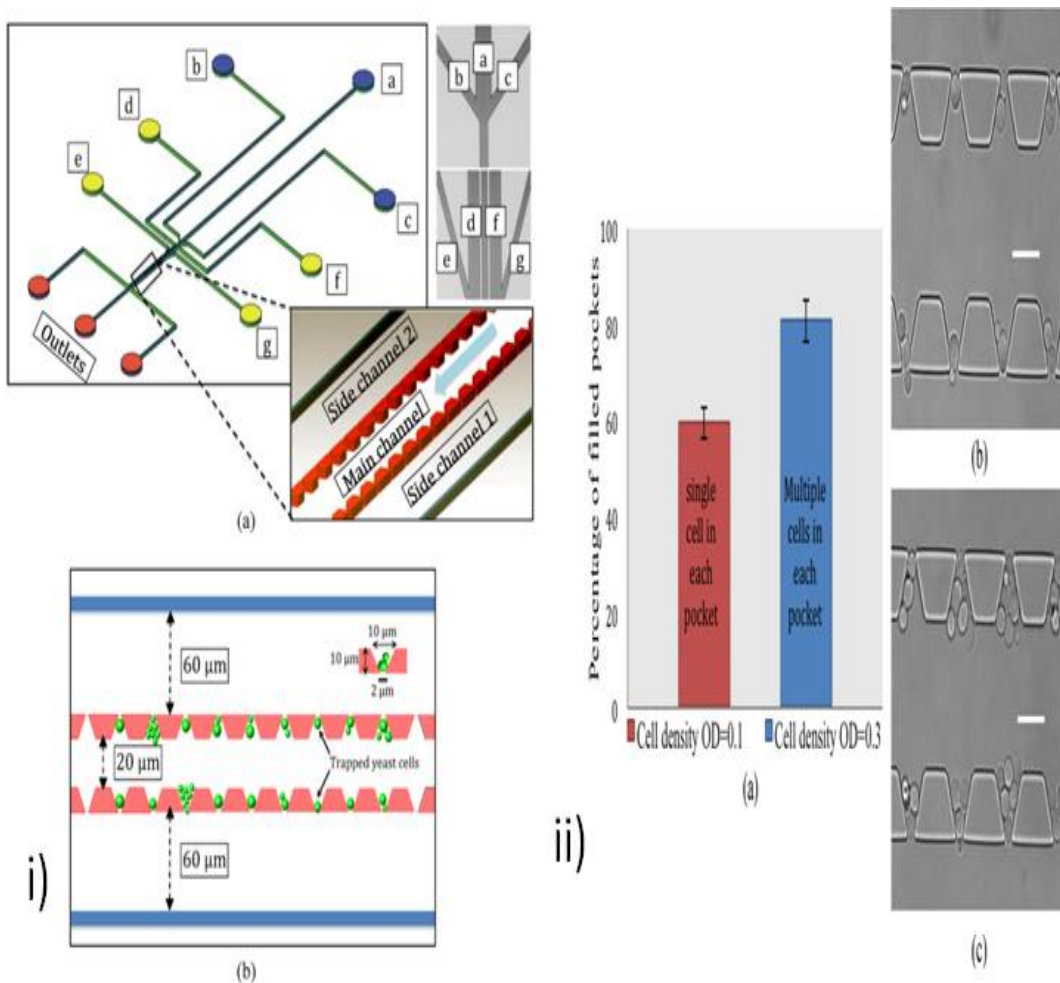 b
a
d
e
c
f
g
Outlets
a
b
c
d
f
e
g
Side channel 2
Main channel
Side channel 1
(a)
60 μm
10 μm
10 μm
2 μm
20 μm
Trapped yeast cells
60 μm
(b)
i)
Percentage of filled pockets
100
80
60
40
20
0
single
cell in
each
pocket
Multiple
cells in
each
pocket
Cell density OD=0.1
Cell density OD=0.3
(a)
ii)
(b)
(c)